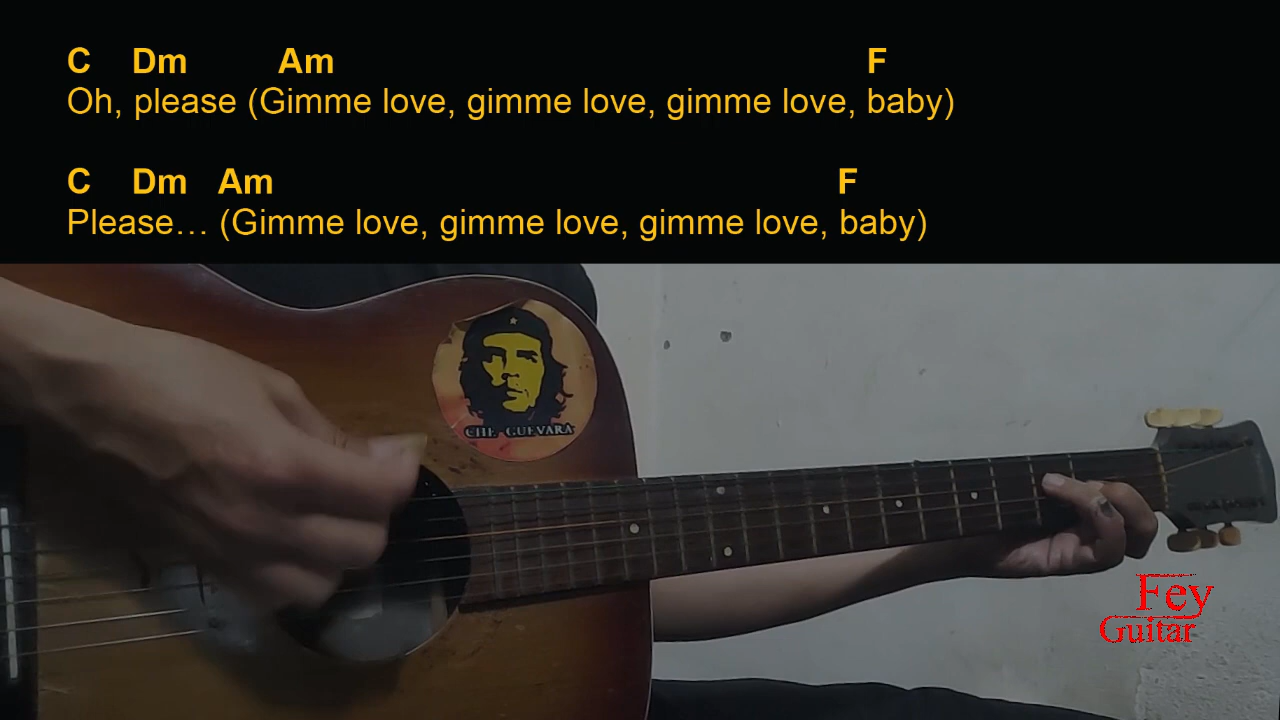 C Dm Am F
Oh, please (Gimme love, gimme love, gimme love, baby)
C Dm Am F
Please… (Gimme love, gimme love, gimme love, baby)
CHE GUEVARA
Fey
Guitar